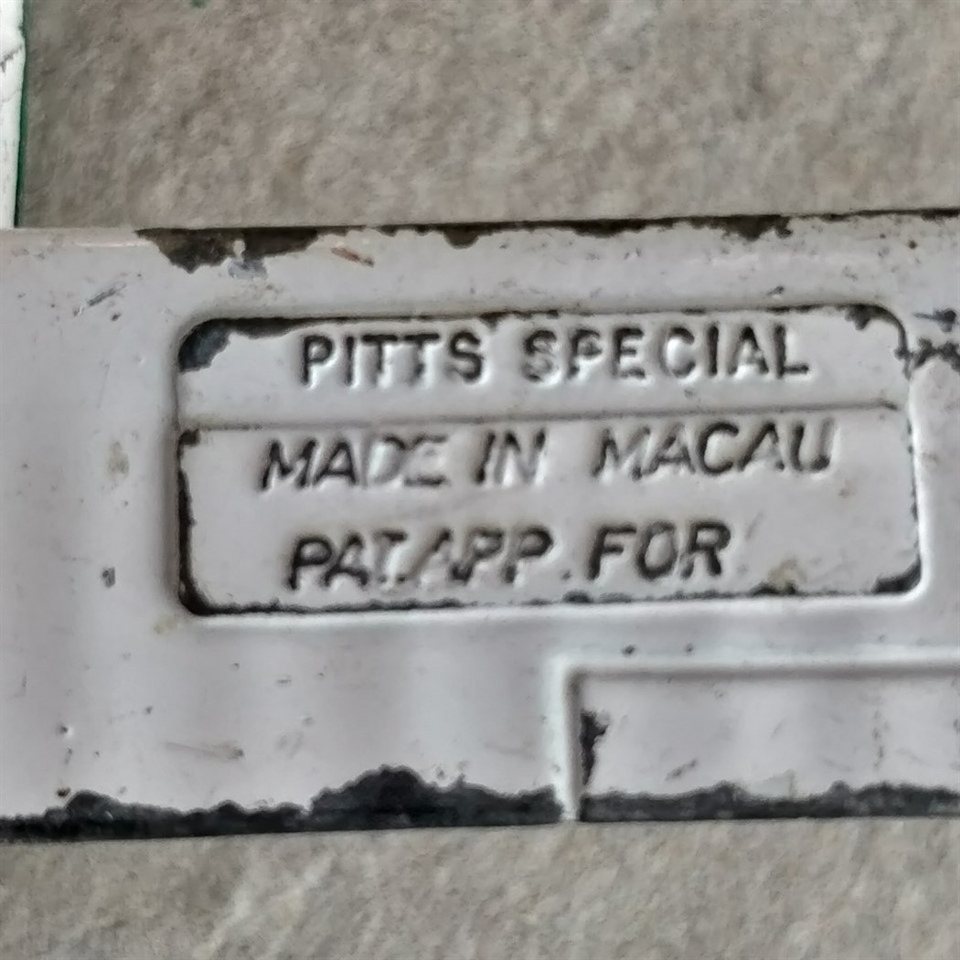 PITTS SPECIAL
MADE IN MACAU
PAT. APP. FOR